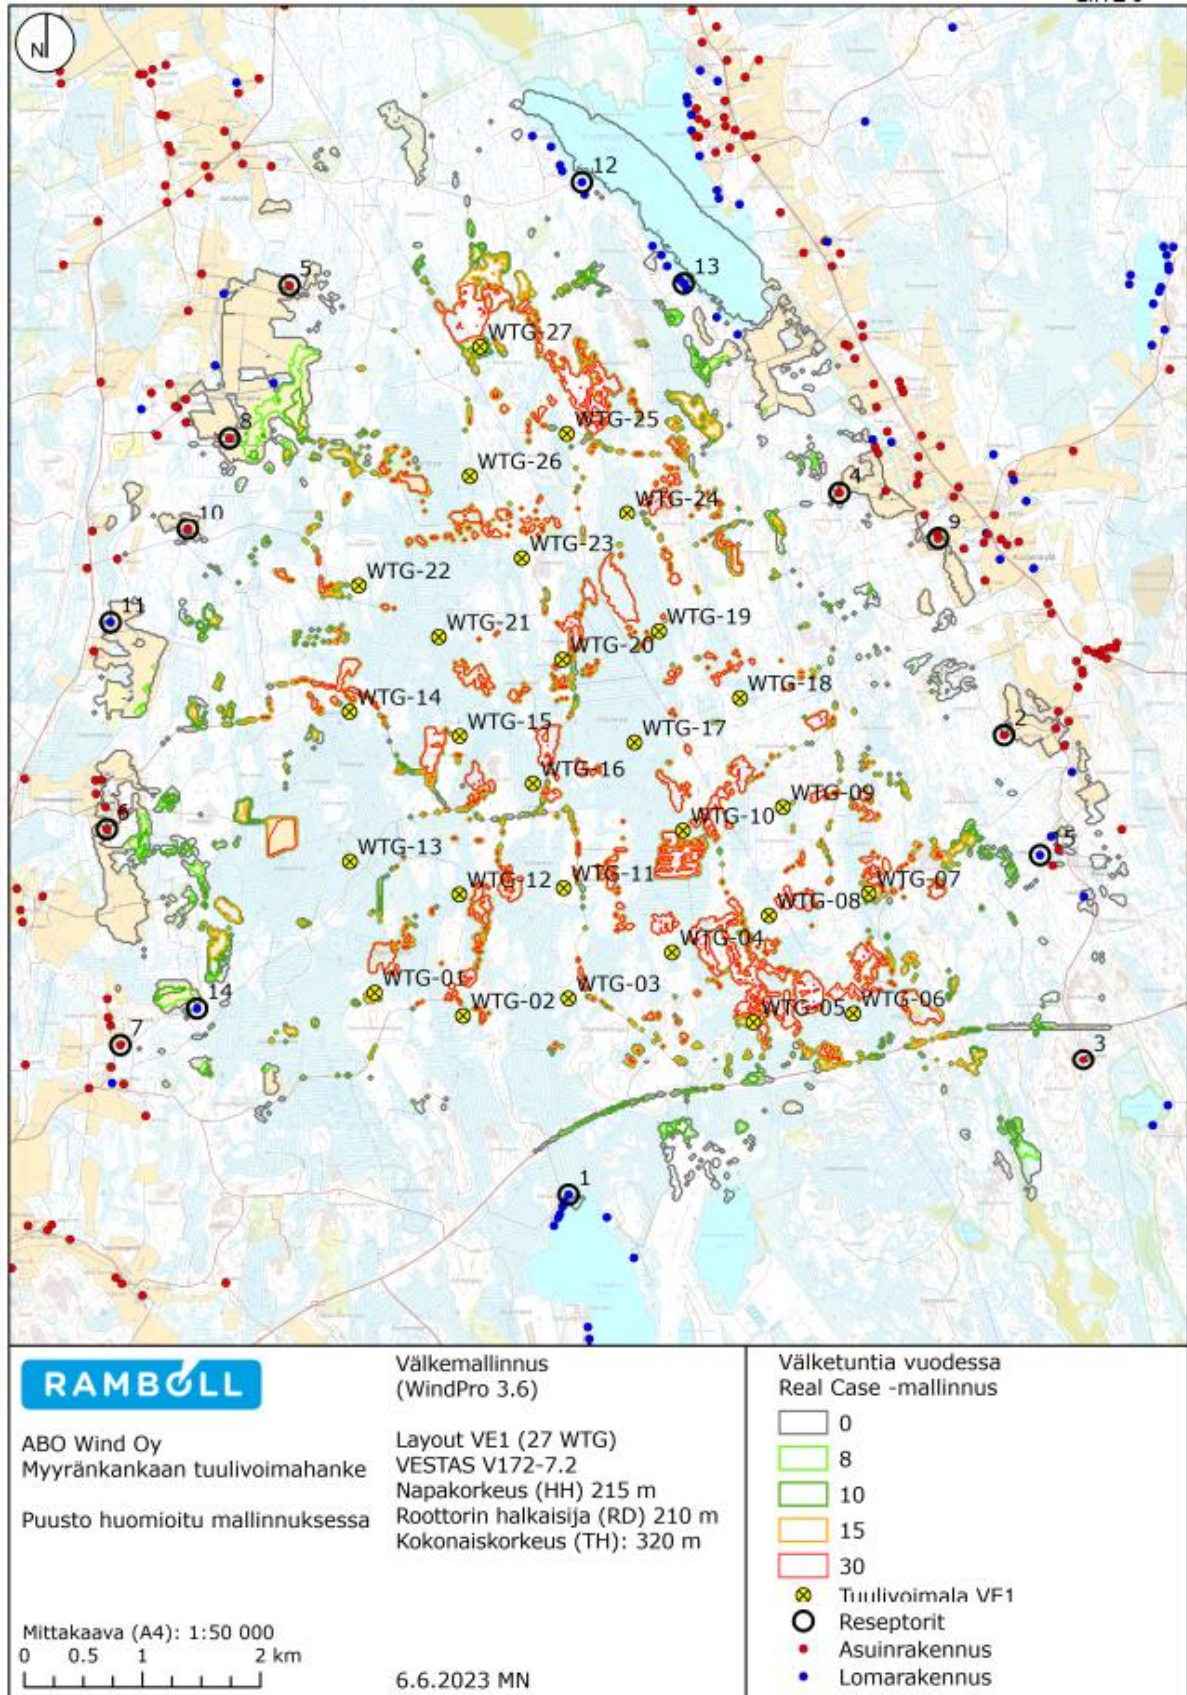 N
12
13
5
WTG-27
WTG-25
8
WTG-26
4
WTG-24
10
9
WTG-23
WTG-22
11
WTG-21
WTG-19
WTG-20
WTG-18
WTG-14
2
WTG-15
WTG-17
WTG-16
WTG-09
6
WTG-10
15
WTG-13
WTG-12
WTG-11
WTG-07
WTG-08
WTG-04
WTG-01
14
WTG-02
WTG-03
WTG-05
WTG-06
7
3
1
RAMBOLL
ABO Wind Oy
Myyränkankaan tuulivoimahanke
Puusto huomioitu mallinnuksessa
Mittakaava (A4): 1:50 000
0 0.5 1 2 km
Välkemallinnus
(WindPro 3.6)
Layout VE1 (27 WTG)
VESTAS V172-7.2
Napakorkeus (HH) 215 m
Roottorin halkaisija (RD) 210 m
Kokonaiskorkeus (TH): 320 m
6.6.2023 MN
Välketuntia vuodessa
Real Case -mallinnus
0
8
10
15
30
Tuulivoimala VE1
Reseptorit
Asuinrakennus
Lomarakennus